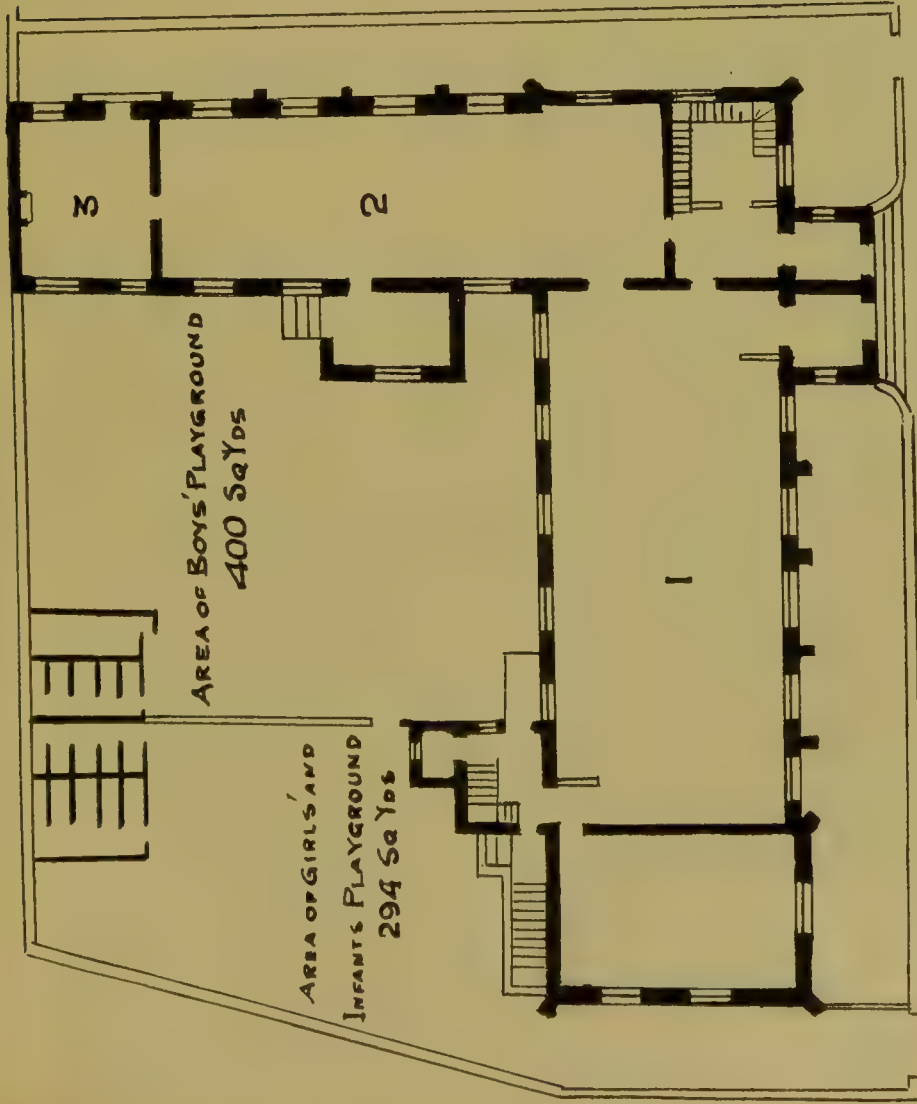 3
2
AREA OF BOYS' PLAYGROUND
400 SQ YDS
1
AREA OF GIRLS' AND
INFANTS PLAYGROUND
294 SQ YDS